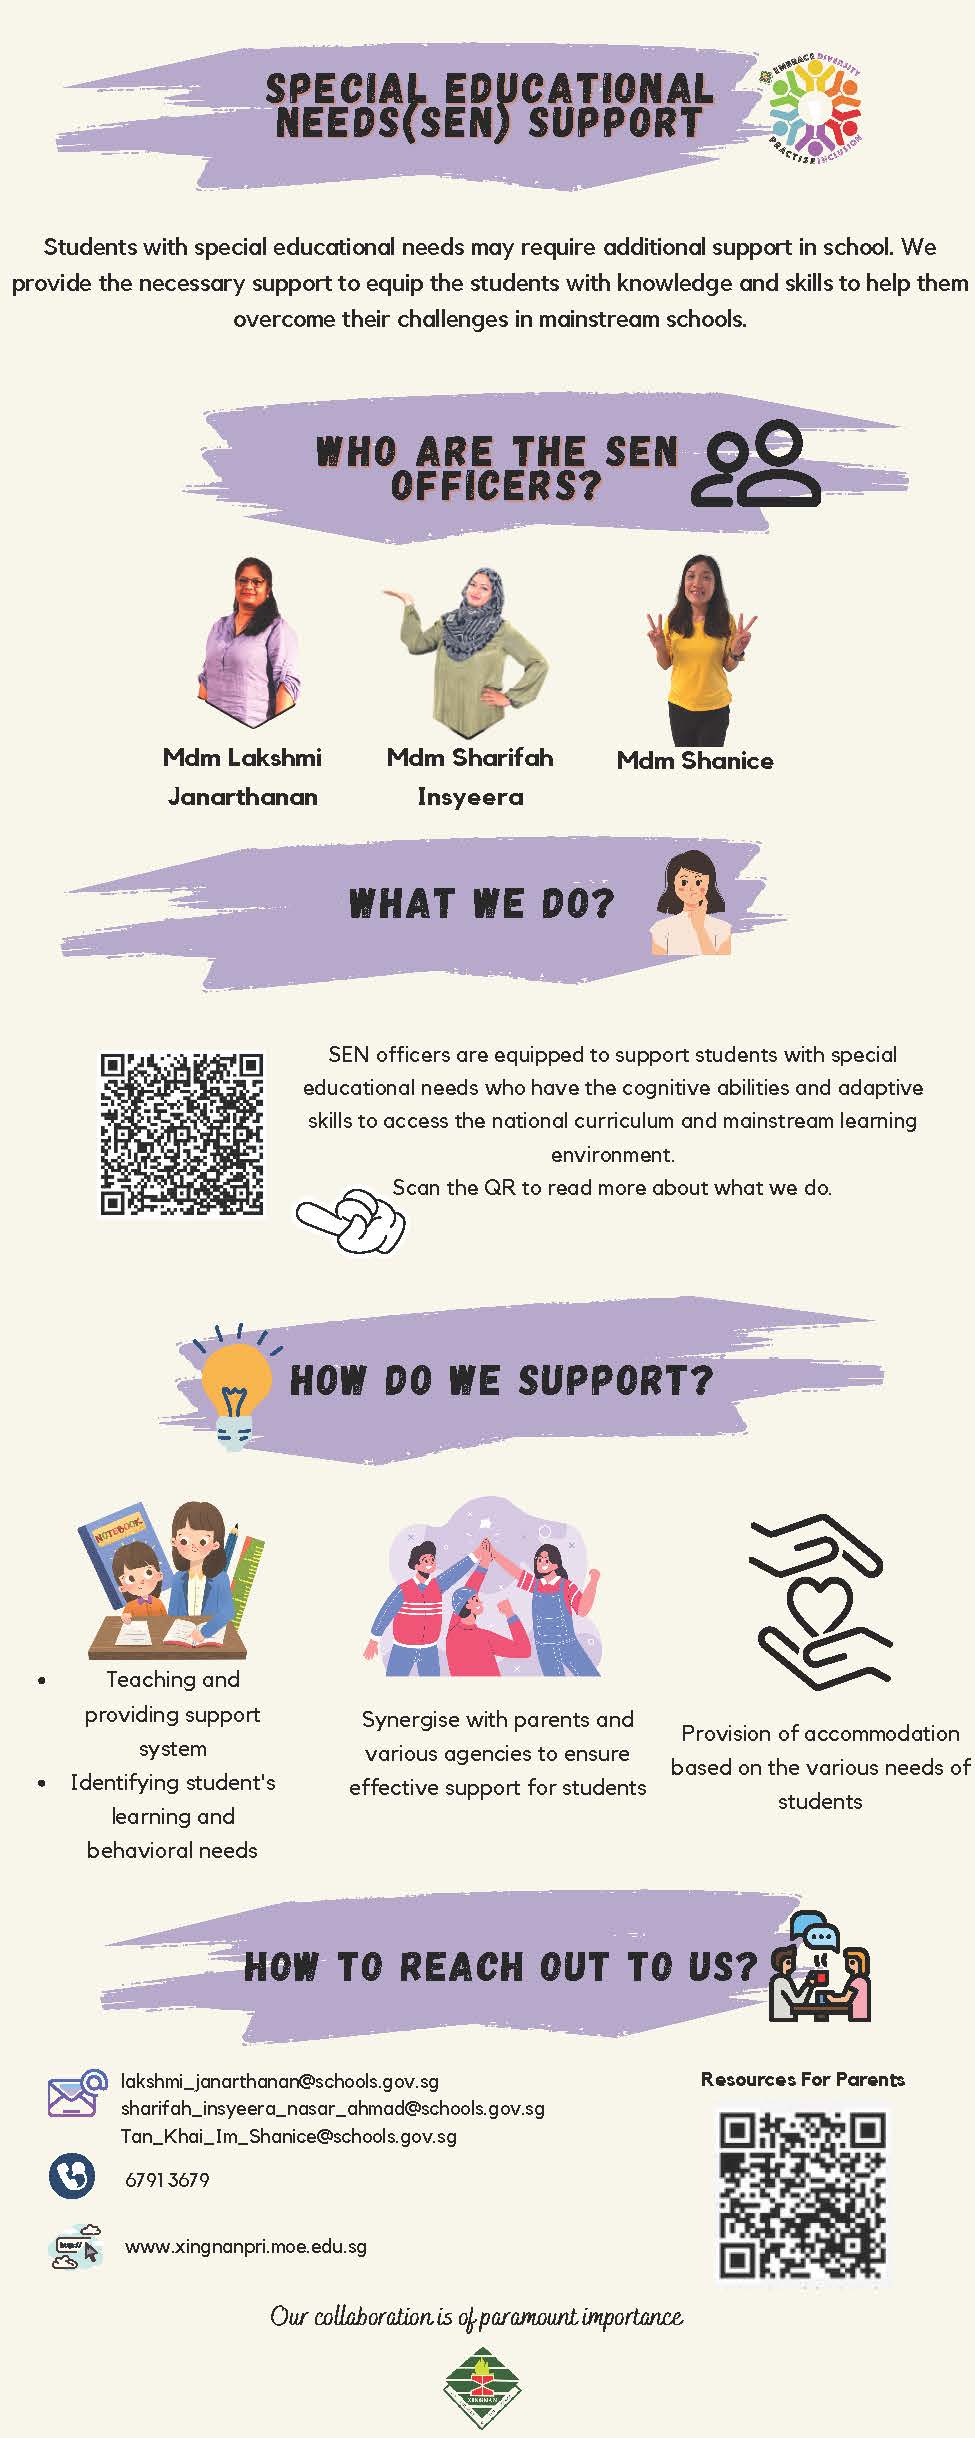 SPECIAL EDUCATIONAL
NEEDS(SEN) SUPPORT
EMBRACE DIVERSITY
PRACTISE INCLUSION
Students with special educational needs may require additional support in school. We
provide the necessary support to equip the students with knowledge and skills to help them
overcome their challenges in mainstream schools.
WHO ARE THE SEN
OFFICERS?
Mdm Lakshmi
Janarthanan
Mdm Sharifah
Insyeera
Mdm Shanice
WHAT WE DO?
SEN officers are equipped to support students with special
educational needs who have the cognitive abilities and adaptive
skills to access the national curriculum and mainstream learning
environment.
Scan the QR to read more about what we do.
HOW DO WE SUPPORT?
NOTEBOOK
• Teaching and
providing support
system
• Identifying student's
learning and
behavioral needs
Synergise with parents and
various agencies to ensure
effective support for students
Provision of accommodation
based on the various needs of
students
HOW TO REACH OUT TO US?
lakshmi_janarthanan@schools.gov.sg
sharifah_insyeera_nasar_ahmad@schools.gov.sg
Tan_Khai_Im_Shanice@schools.gov.sg
6791 3679
http://
www.xingnanpri.moe.edu.sg
Resources For Parents
Our collaboration is of paramount importance
XINGNAN